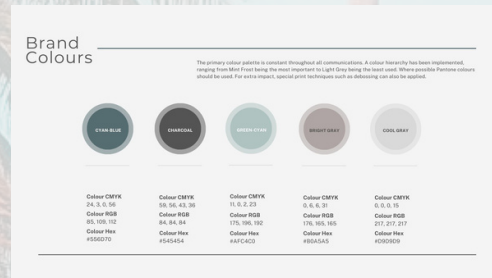 Brand
Colours
The primary colour palette is constant throughout all communications. A colour hierarchy has been implemented,
ranging from Mint Frost being the most important to Light Grey being the least used. Where possible Pantone colours
should be used. For extra impact, special print techniques such as debossing can also be applied.
CYAN-BLUE
CHARCOAL
GREEN-CYAN
BRIGHT GRAY
COOL GRAY
Colour CMYK
24, 3, 0, 56
Colour RGB
85, 109, 112
Colour Hex
#556D70
Colour CMYK
59, 56, 43, 36
Colour RGB
84, 84, 84
Colour Hex
#545454
Colour CMYK
11, 0, 2, 23
Colour RGB
175, 196, 192
Colour Hex
#AFC4C0
Colour CMYK
0, 6, 6, 31
Colour RGB
176, 165, 165
Colour Hex
#B0A5A5
Colour CMYK
0, 0, 0, 15
Colour RGB
217, 217, 217
Colour Hex
#D9D9D9